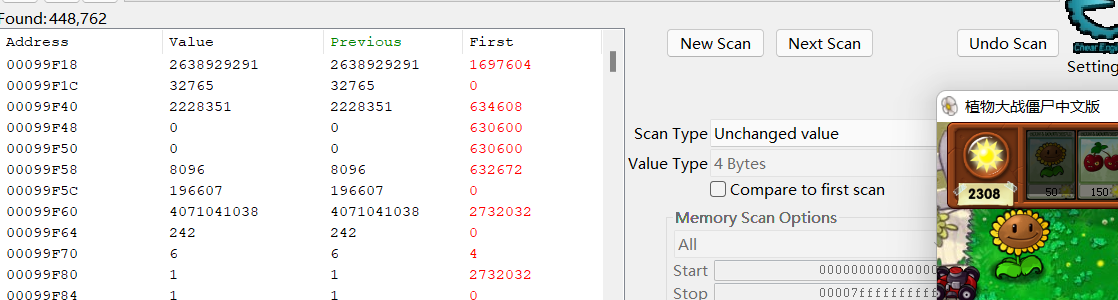 Found: 448,762
Address Value Previous First
00099F18 2638929291 2638929291 1697604
00099F1C 32765 32765 0
00099F40 2228351 2228351 634608
00099F48 0 0 630600
00099F58 8096 8096 632672
00099F5C 196607 196607 0
00099F60 4071041038 4071041038 2732032
00099F64 242 242 0
00099F70 6 6 4
00099F80 1 1 2732032
00099F84 1 1 0
New Scan Next Scan Undo Scan
Setting
Scan Type Unchanged value
Value Type 4 Bytes
Compare to first scan
Memory Scan Options
All
Start 0000000000000
Stop 00007fffffffff
植物大战僵尸中文版
2308
50
150